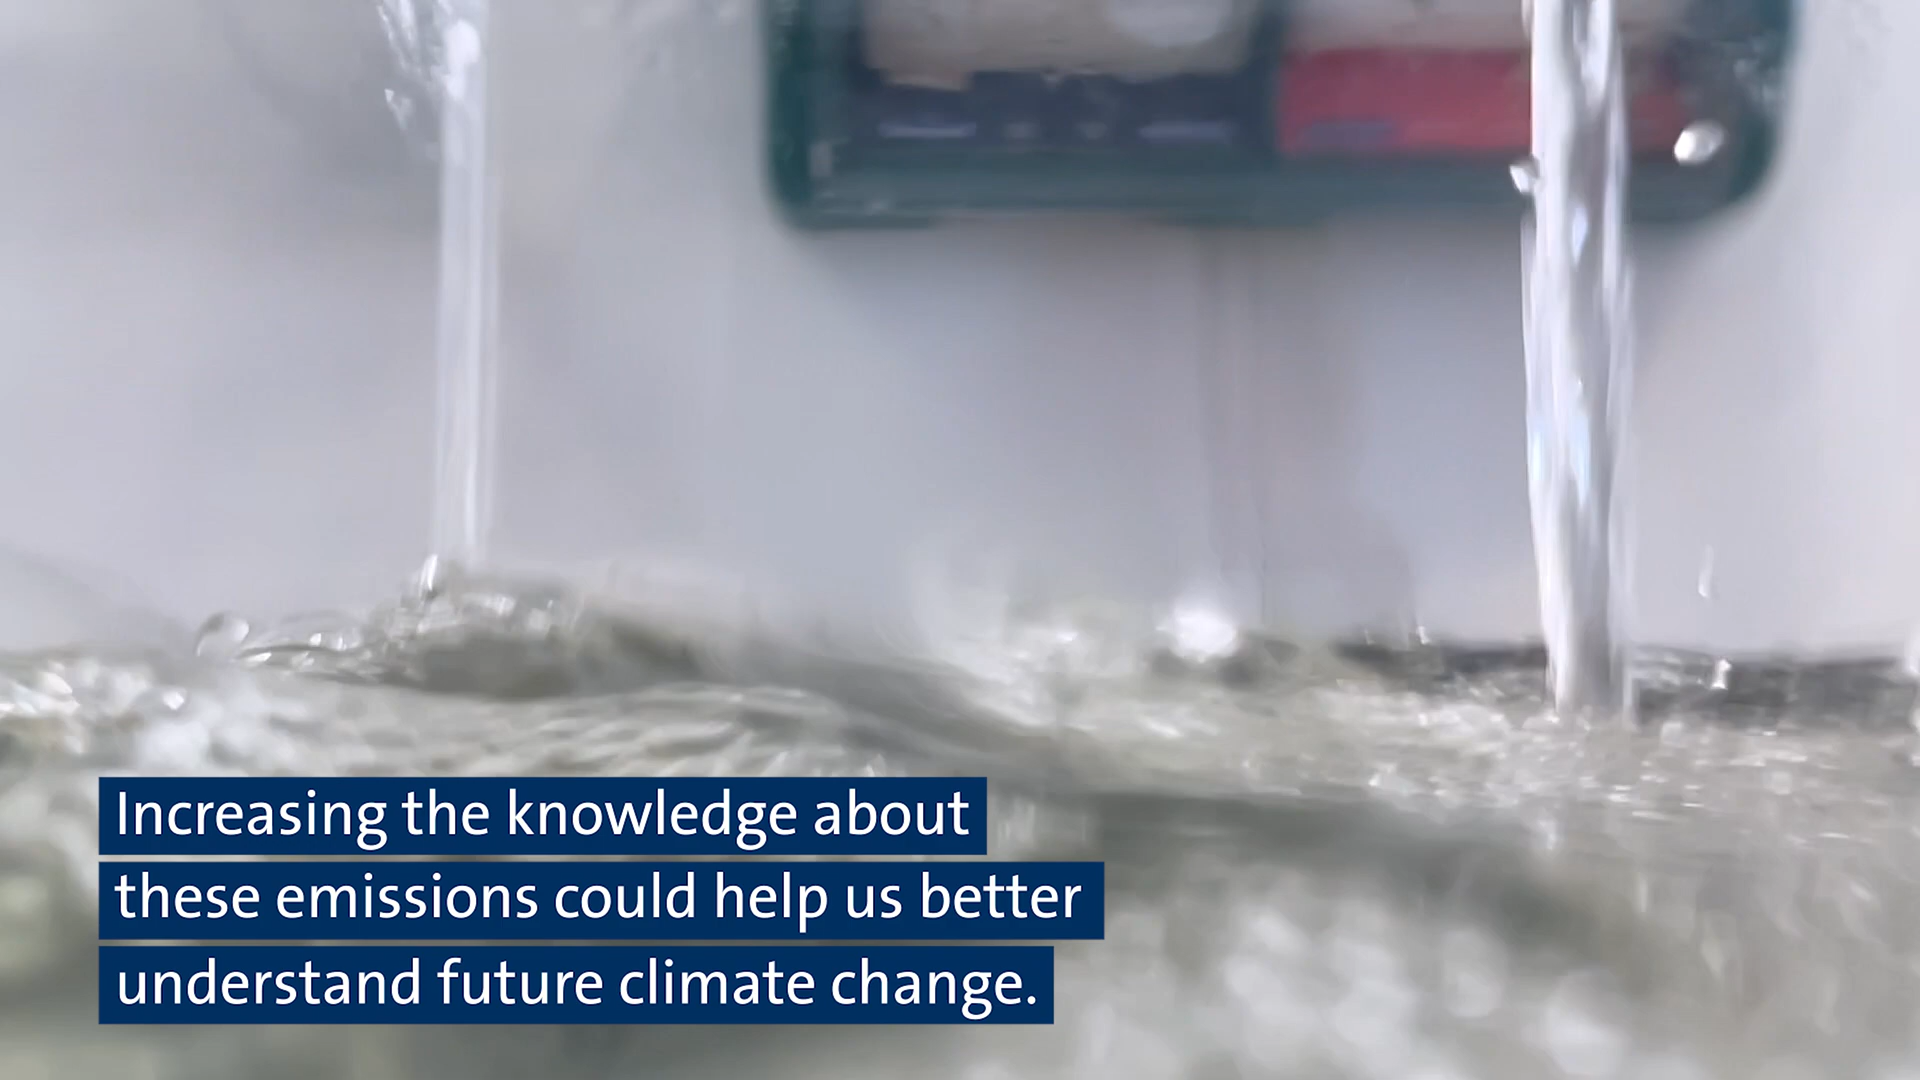 Increasing the knowledge about
these emissions could help us better
understand future climate change.